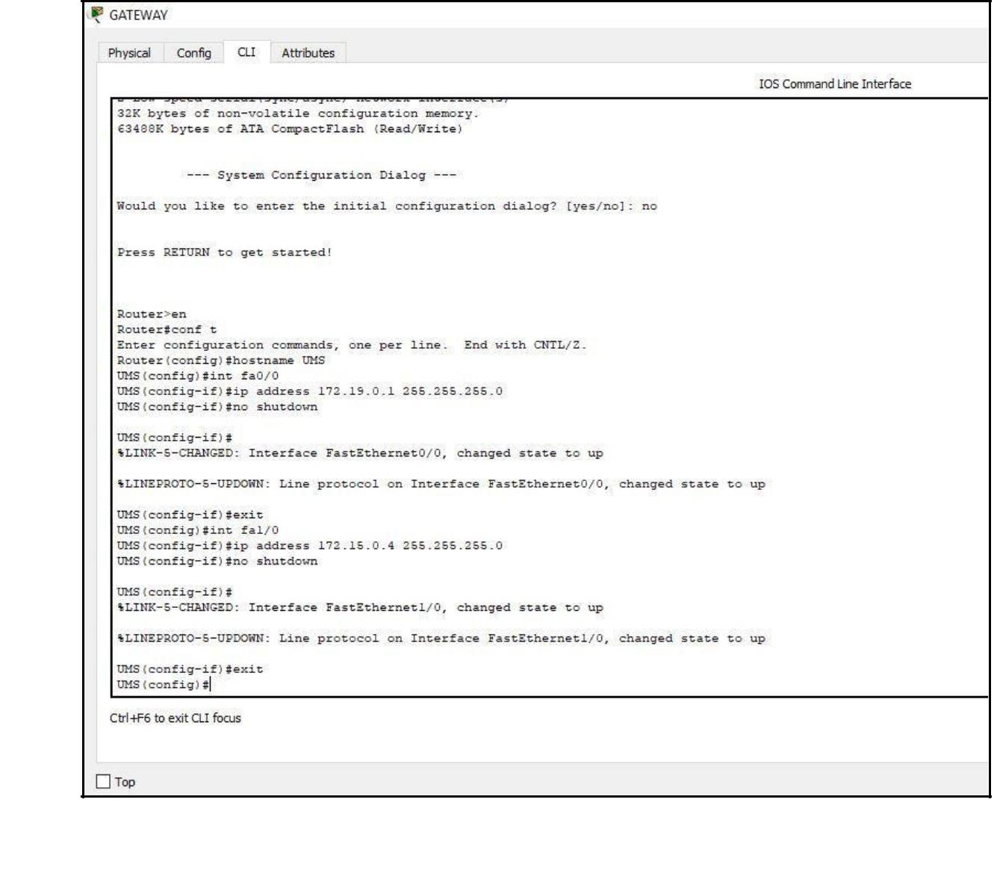 GATEWAY
Physical Config CLI Attributes
IOS Command Line Interface
2 Low-speed serial(sync/async) network interface(s)
32K bytes of non-volatile configuration memory.
63488K bytes of ATA CompactFlash (Read/Write)
--- System Configuration Dialog ---
Would you like to enter the initial configuration dialog? [yes/no]: no
Press RETURN to get started!
Router>en
Router#conf t
Enter configuration commands, one per line.  End with CNTL/Z.
Router(config)#hostname UMS
UMS(config)#int fa0/0
UMS(config-if)#ip address 172.19.0.1 255.255.255.0
UMS(config-if)#no shutdown
UMS(config-if)#
%LINK-5-CHANGED: Interface FastEthernet0/0, changed state to up
%LINEPROTO-5-UPDOWN: Line protocol on Interface FastEthernet0/0, changed state to up
UMS(config-if)#exit
UMS(config)#int fa1/0
UMS(config-if)#ip address 172.15.0.4 255.255.255.0
UMS(config-if)#no shutdown
UMS(config-if)#
%LINK-5-CHANGED: Interface FastEthernet1/0, changed state to up
%LINEPROTO-5-UPDOWN: Line protocol on Interface FastEthernet1/0, changed state to up
UMS(config-if)#exit
UMS(config)#
Ctrl+F6 to exit CLI focus
Top